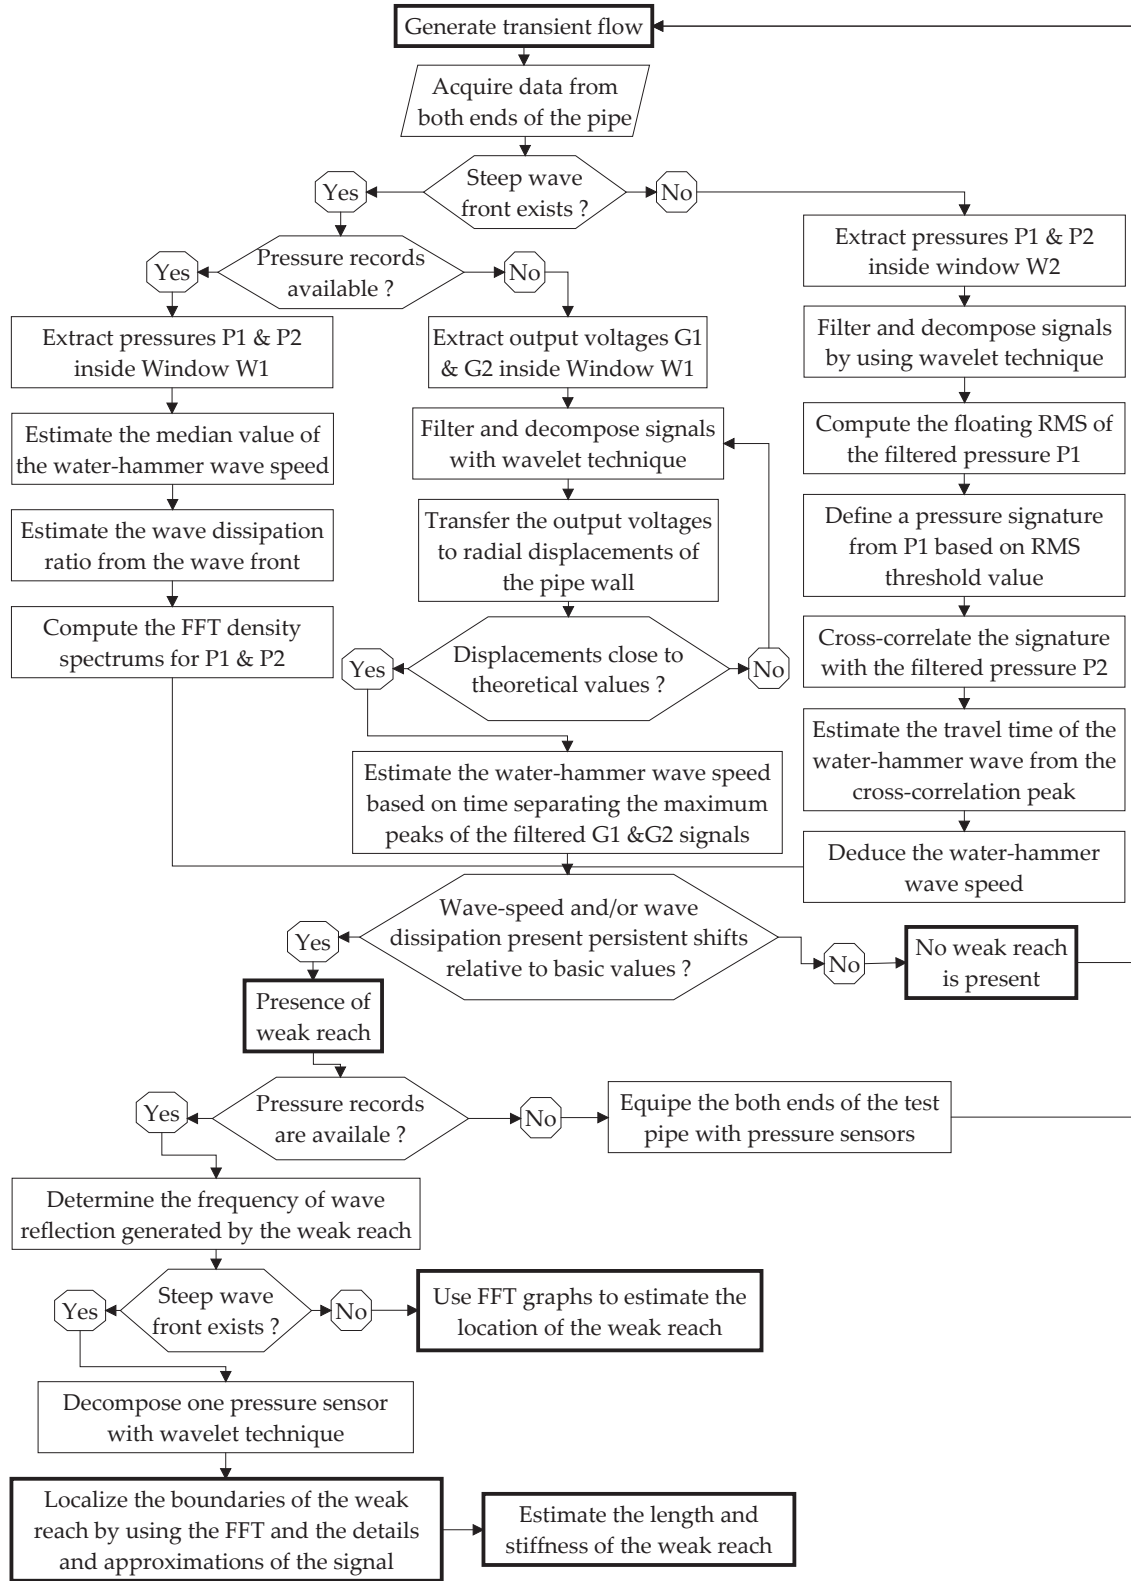 Generate transient flow
Acquire data from
both ends of the pipe
Steep wave
front exists ?
Yes
No
Pressure records
available ?
Yes
No
Extract pressures P1 & P2
inside window W2
Extract pressures P1 & P2
inside Window W1
Extract output voltages G1
& G2 inside Window W1
Filter and decompose signals
by using wavelet technique
Estimate the median value of
the water-hammer wave speed
Filter and decompose signals
with wavelet technique
Compute the floating RMS of
the filtered pressure P1
Estimate the wave dissipation
ratio from the wave front
Transfer the output voltages
to radial displacements of
the pipe wall
Define a pressure signature
from P1 based on RMS
threshold value
Compute the FFT density
spectrums for P1 & P2
Yes
Displacements close to
theoretical values ?
No
Cross-correlate the signature
with the filtered pressure P2
Estimate the travel time of the
water-hammer wave from the
cross-correlation peak
Estimate the water-hammer wave speed
based on time separating the maximum
peaks of the filtered G1 &G2 signals
Deduce the water-hammer
wave speed
Wave-speed and/or wave
dissipation present persistent shifts
relative to basic values ?
Yes
No
No weak reach
is present
Presence of
weak reach
Yes
Pressure records
are availale ?
No
Equipe the both ends of the test
pipe with pressure sensors
Determine the frequency of wave
reflection generated by the weak reach
Yes
Steep wave
front exists ?
No
Use FFT graphs to estimate the
location of the weak reach
Decompose one pressure sensor
with wavelet technique
Localize the boundaries of the weak
reach by using the FFT and the details
and approximations of the signal
Estimate the length and
stiffness of the weak reach